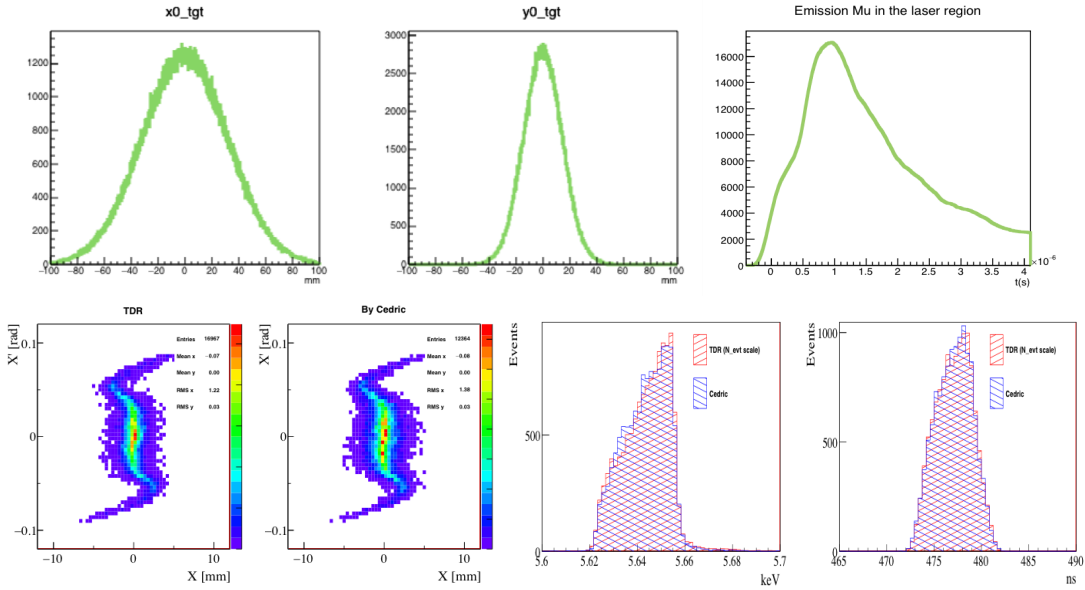 x0_tgt
1200
1000
800
600
400
200
0
−100 −80 −60 −40 −20 0 20 40 60 80 100
mm
y0_tgt
3000
2500
2000
1500
1000
500
0
−100 −80 −60 −40 −20 0 20 40 60 80 100
mm
Emission Mu in the laser region
16000
14000
12000
10000
8000
6000
4000
2000
0
0 0.5 1 1.5 2 2.5 3 3.5 4
×10⁻⁶
t(s)
TDR
X' [rad]
0.1
0
−0.1
Entries 16967
Mean x −0.07
Mean y 0.00
RMS x 1.22
RMS y 0.03
−10 0 10
X [mm]
By Cedric
X' [rad]
0.1
0
−0.1
Entries 12364
Mean x −0.08
Mean y 0.00
RMS x 1.38
RMS y 0.03
−10 0 10
X [mm]
Events
500
0
TDR (N_evt scale)
Cedric
5.6 5.62 5.64 5.66 5.68 5.7
keV
Events
1000
500
0
TDR (N_evt scale)
Cedric
465 470 475 480 485 490
ns